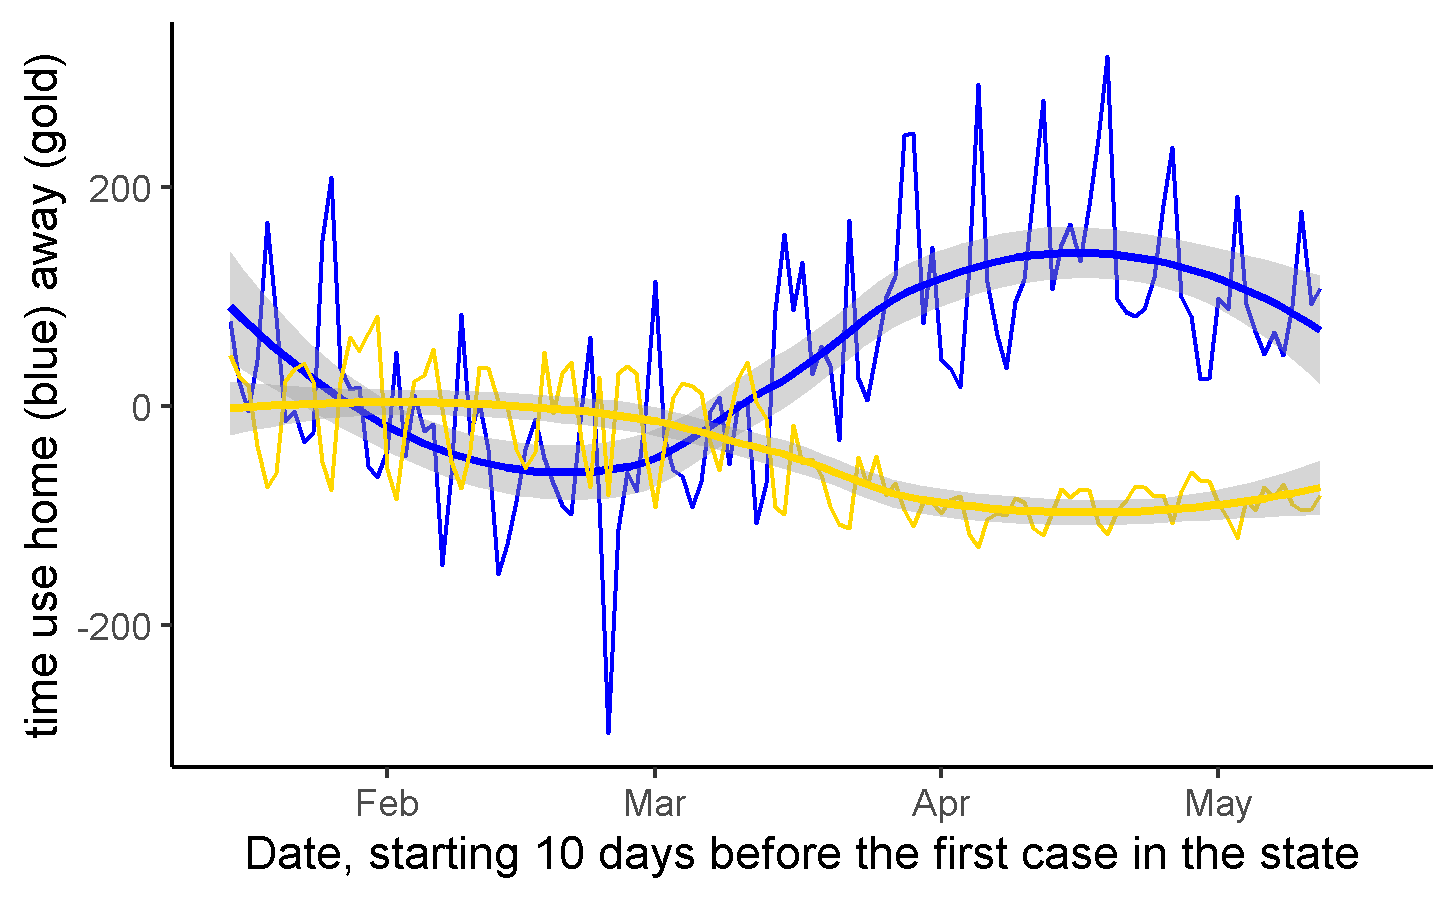 time use home (blue) away (gold)
200
0
-200
Feb Mar Apr May
Date, starting 10 days before the first case in the state